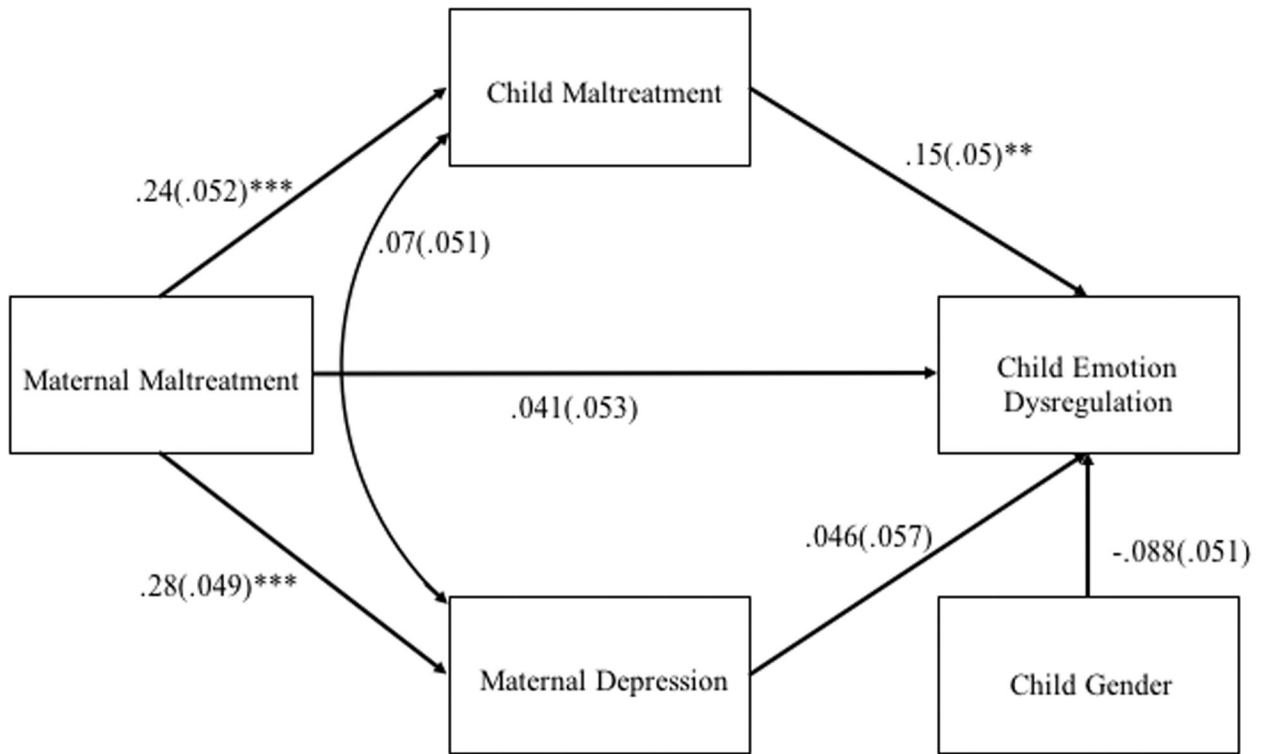 Child Maltreatment
.15(.05)**
.24(.052)***
.07(.051)
Maternal Maltreatment
Child Emotion
Dysregulation
.041(.053)
.046(.057)
-.088(.051)
.28(.049)***
Maternal Depression
Child Gender